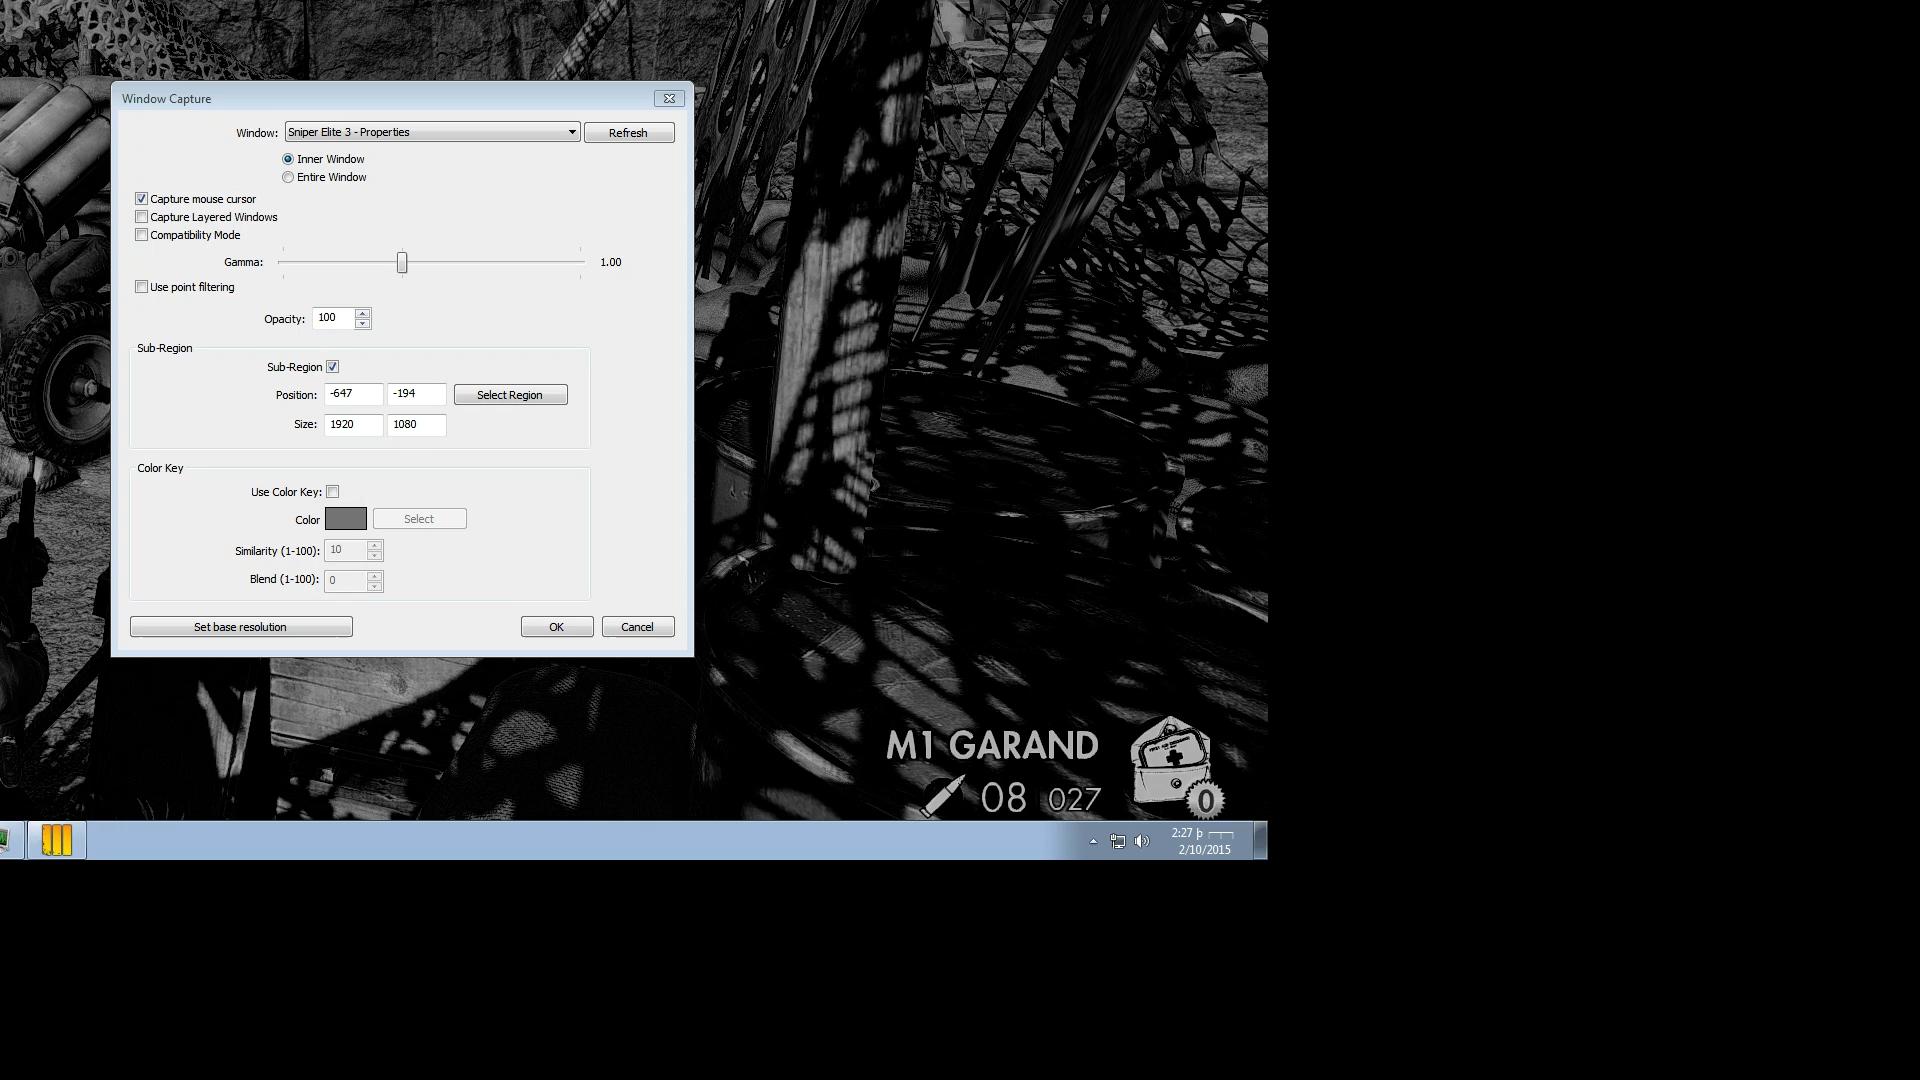 Window Capture
Window: Sniper Elite 3 - Properties Refresh
Inner Window
Entire Window
Capture mouse cursor
Capture Layered Windows
Compatibility Mode
Gamma: 1.00
Use point filtering
Opacity: 100
Sub-Region
Sub-Region
Position: -647 -194 Select Region
Size: 1920 1080
Color Key
Use Color Key:
Color Select
Similarity (1-100): 10
Blend (1-100): 0
Set base resolution OK Cancel
M1 GARAND
08 027
0
2:27 þ
2/10/2015